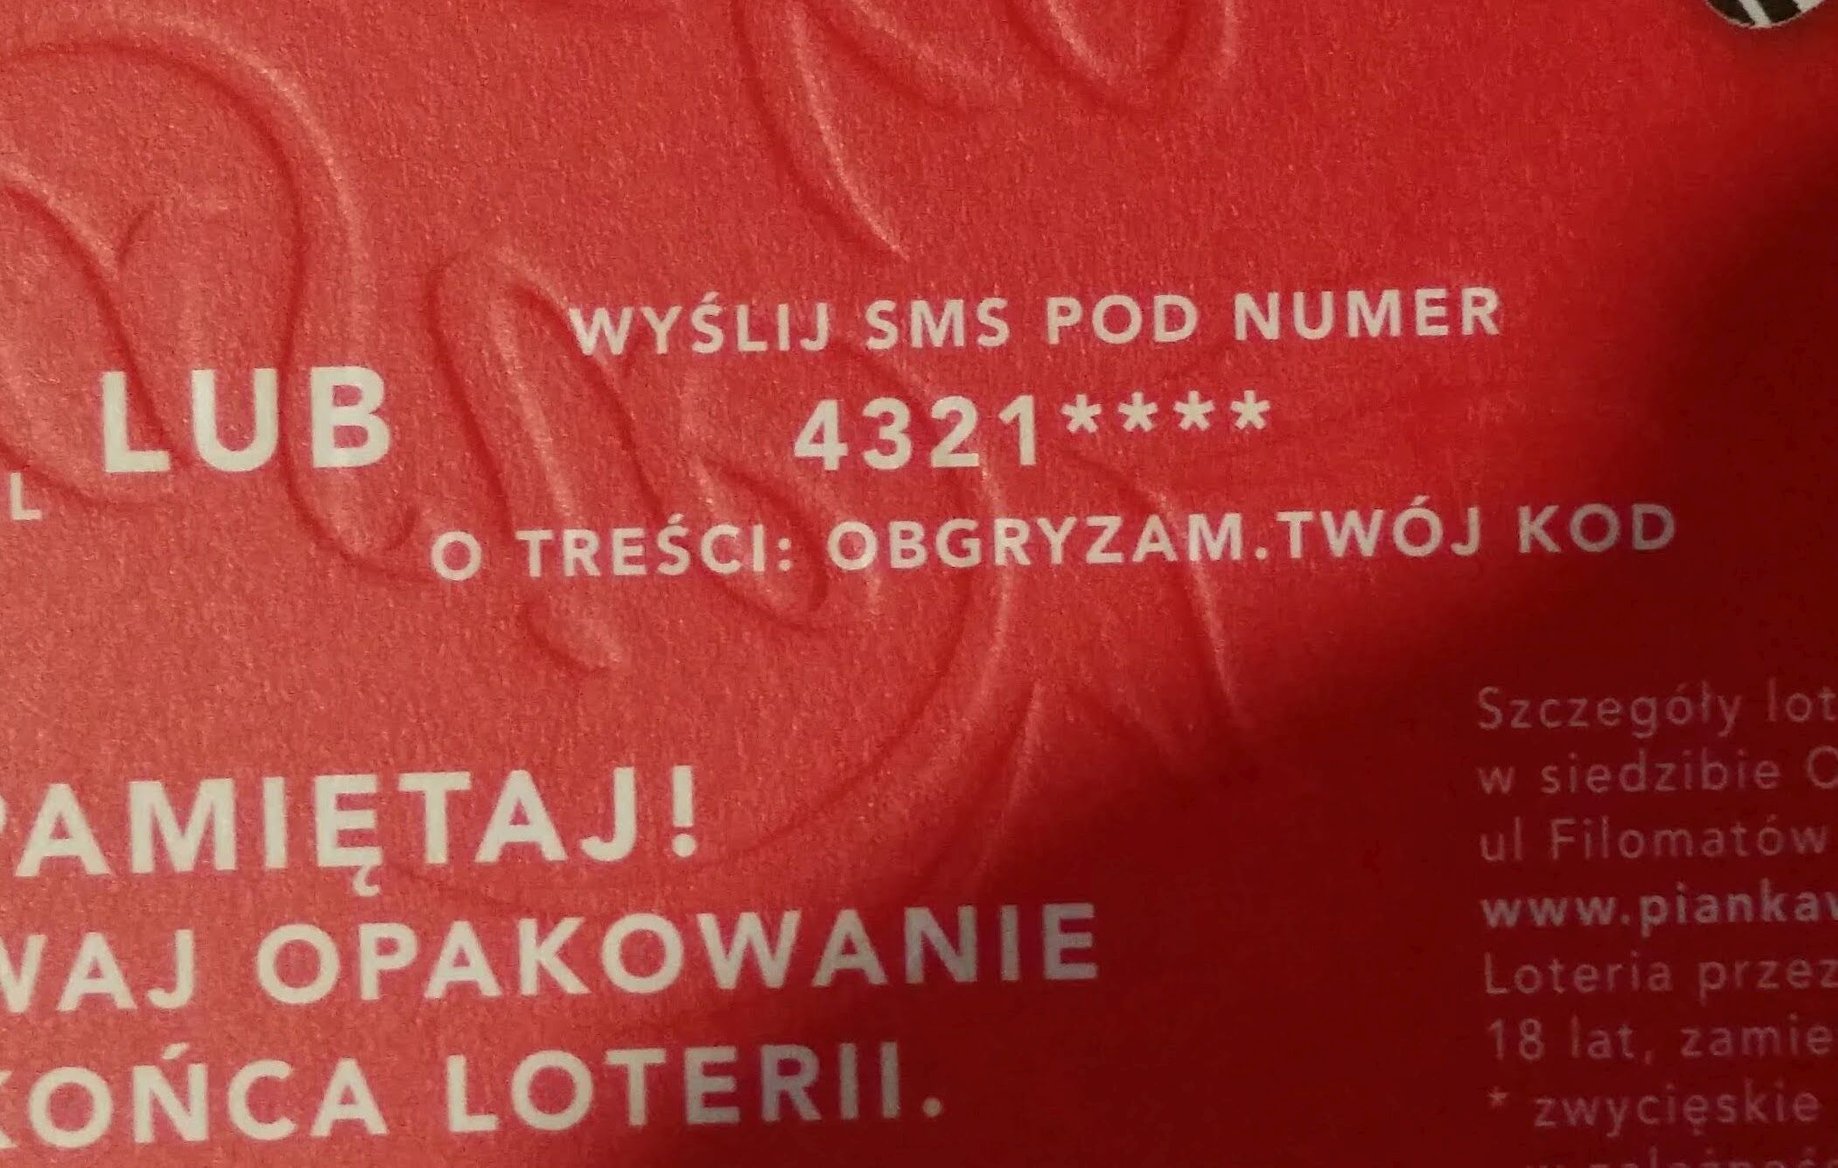 WYŚLIJ SMS POD NUMER
L LUB
4321****
O TREŚCI: OBGRYZAM.TWÓJ KOD
PAMIĘTAJ!
WAJ OPAKOWANIE
KOŃCA LOTERII.
Szczegóły lot
w siedzibie
ul Filomatów
www.pianka
Loteria przez
18 lat, zamie
* zwycięskie